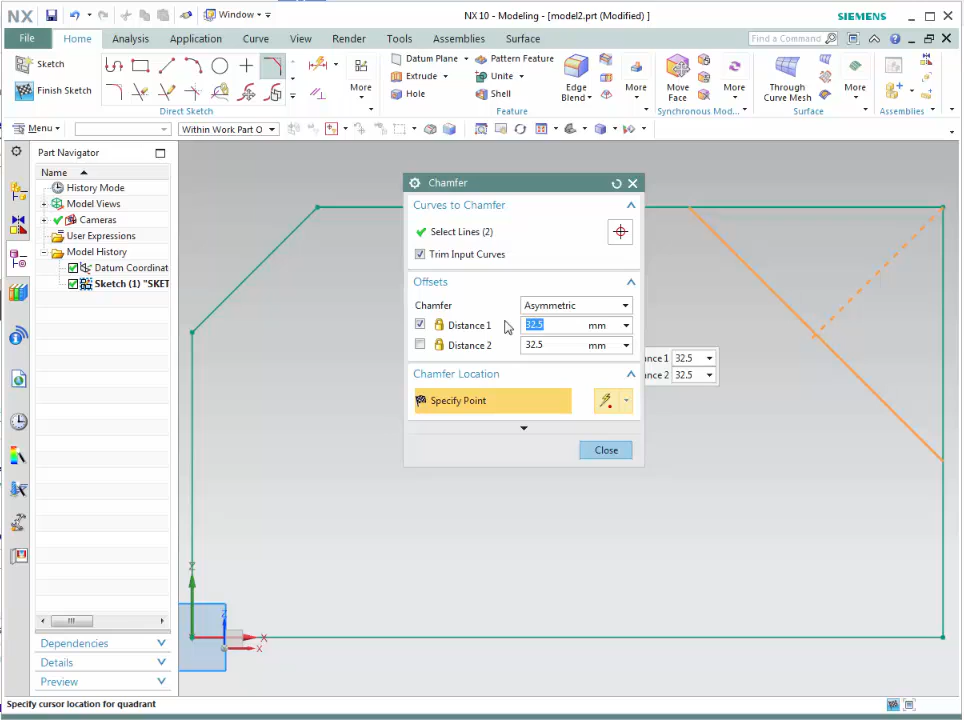 NX
Window
NX 10 - Modeling - [model2.prt (Modified) ]
SIEMENS
File
Home
Analysis
Application
Curve
View
Render
Tools
Assemblies
Surface
Find a Command
Sketch
Finish Sketch
Direct Sketch
More
Datum Plane
Extrude
Hole
Pattern Feature
Unite
Shell
Edge
Blend
More
Feature
Move
Face
More
Synchronous Mod...
Through
Curve Mesh
More
Surface
Assemblies
Menu
Within Work Part O
Part Navigator
Name
History Mode
Model Views
Cameras
User Expressions
Model History
Datum Coordinat
Sketch (1) "SKET
Dependencies
Details
Preview
Chamfer
Curves to Chamfer
Select Lines (2)
Trim Input Curves
Offsets
Chamfer
Asymmetric
Distance 1
32.5
mm
Distance 2
32.5
mm
Chamfer Location
Specify Point
Close
nce 1
32.5
ce 2
32.5
Z
Z
X
X
Specify cursor location for quadrant